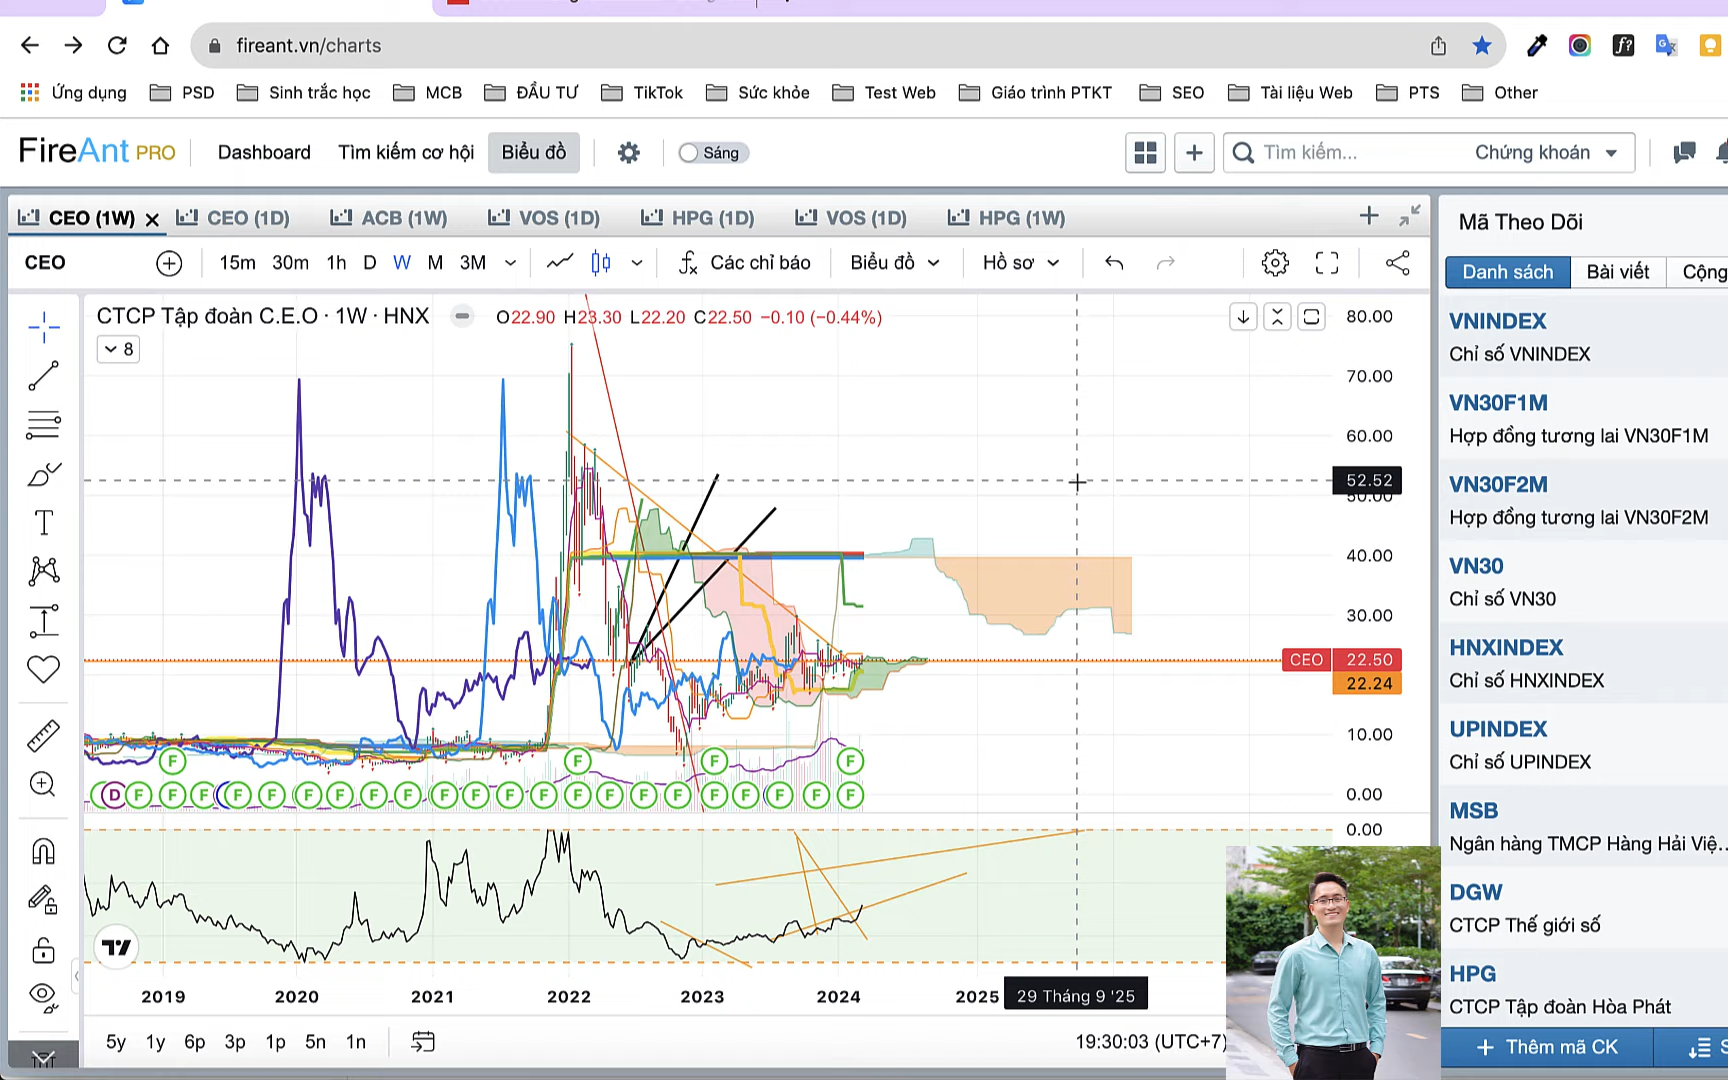 fireant.vn/charts
Ứng dụng PSD Sinh trắc học MCB ĐẦU TƯ TikTok Sức khỏe Test Web Giáo trình PTKT SEO Tài liệu Web PTS Other
FireAnt PRO Dashboard Tìm kiếm cơ hội Biểu đồ Sáng Tìm kiếm... Chứng khoán
CEO (1W) CEO (1D) ACB (1W) VOS (1D) HPG (1D) VOS (1D) HPG (1W)
CEO 15m 30m 1h D W M 3M Các chỉ báo Biểu đồ Hồ sơ
CTCP Tập đoàn C.E.O · 1W · HNX O22.90 H23.30 L22.20 C22.50 −0.10 (−0.44%)
8
80.00
70.00
60.00
52.52
50.00
40.00
30.00
CEO 22.50
22.24
10.00
0.00
F F F F
D F F F F F F F F F F F F F F F F F F F F F F
0.00
2019 2020 2021 2022 2023 2024 2025 29 Tháng 9 '25
5y 1y 6p 3p 1p 5n 1n 19:30:03 (UTC+7)
Mã Theo Dõi
Danh sách Bài viết Cộng
VNINDEX
Chỉ số VNINDEX
VN30F1M
Hợp đồng tương lai VN30F1M
VN30F2M
Hợp đồng tương lai VN30F2M
VN30
Chỉ số VN30
HNXINDEX
Chỉ số HNXINDEX
UPINDEX
Chỉ số UPINDEX
MSB
Ngân hàng TMCP Hàng Hải Việ...
DGW
CTCP Thế giới số
HPG
CTCP Tập đoàn Hòa Phát
+ Thêm mã CK